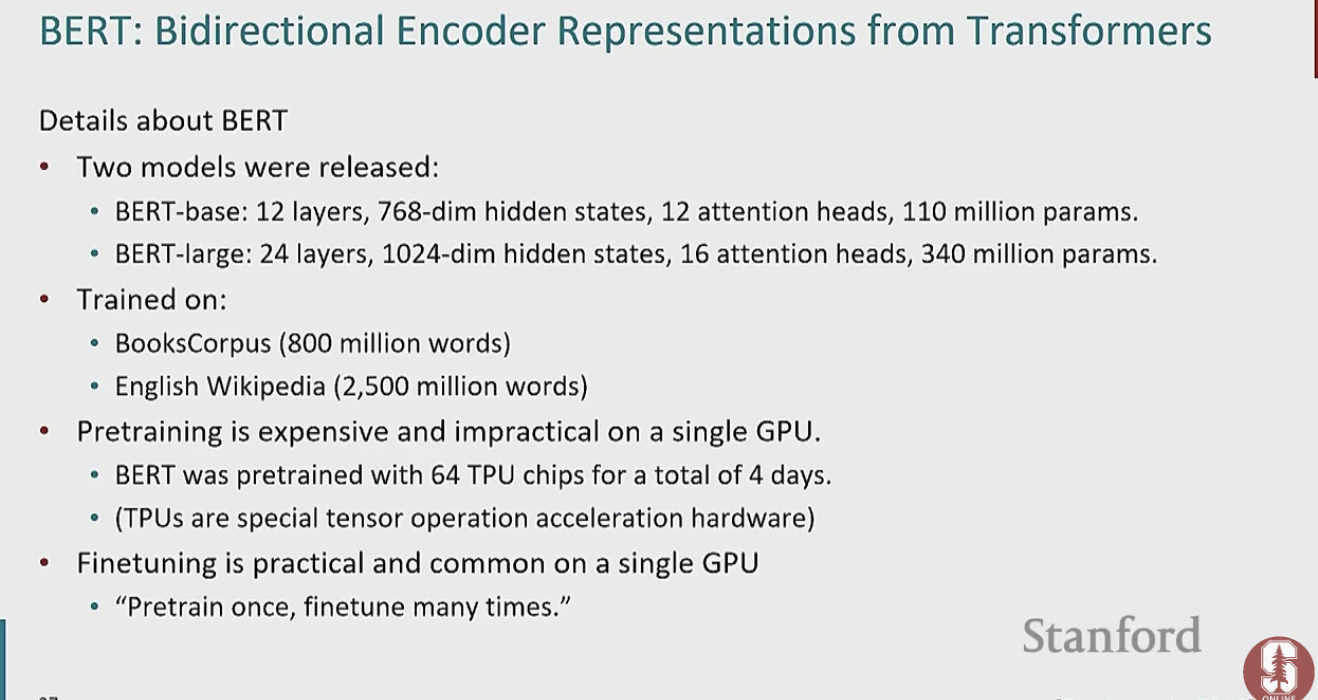 BERT: Bidirectional Encoder Representations from Transformers
Details about BERT
• Two models were released:
• BERT-base: 12 layers, 768-dim hidden states, 12 attention heads, 110 million params.
• BERT-large: 24 layers, 1024-dim hidden states, 16 attention heads, 340 million params.
• Trained on:
• BooksCorpus (800 million words)
• English Wikipedia (2,500 million words)
• Pretraining is expensive and impractical on a single GPU.
• BERT was pretrained with 64 TPU chips for a total of 4 days.
• (TPUs are special tensor operation acceleration hardware)
• Finetuning is practical and common on a single GPU
• “Pretrain once, finetune many times.”
Stanford
S
ONLINE